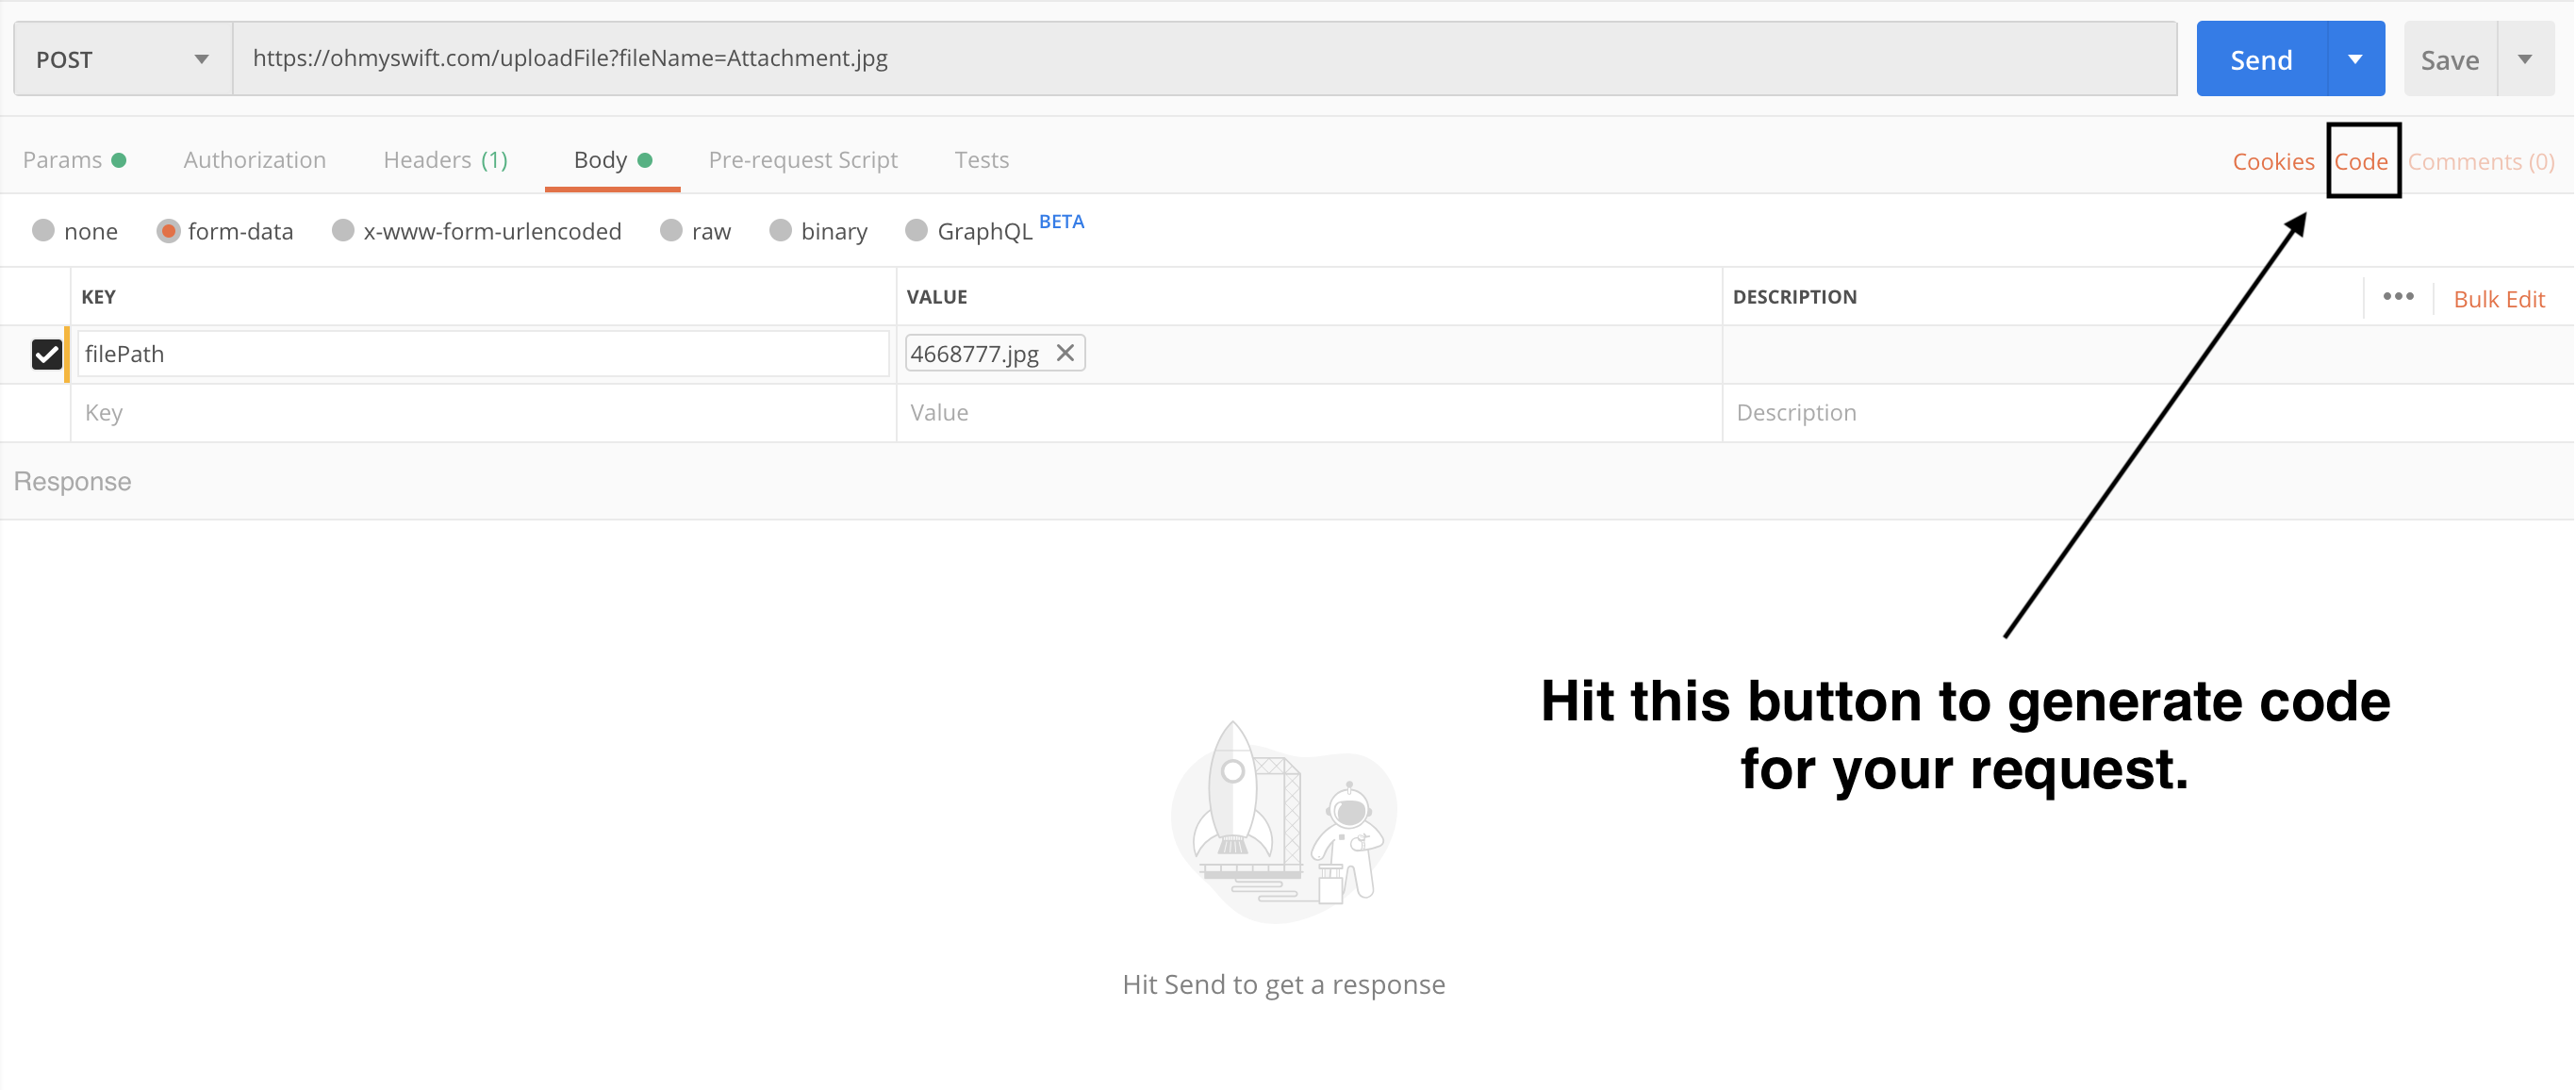 POST https://ohmyswift.com/uploadFile?fileName=Attachment.jpg Send Save
Params Authorization Headers (1) Body Pre-request Script Tests Cookies Code Comments (0)
none form-data x-www-form-urlencoded raw binary GraphQL BETA
KEY VALUE DESCRIPTION ••• Bulk Edit
filePath 4668777.jpg
Key Value Description
Response
Hit this button to generate code
for your request.
Hit Send to get a response